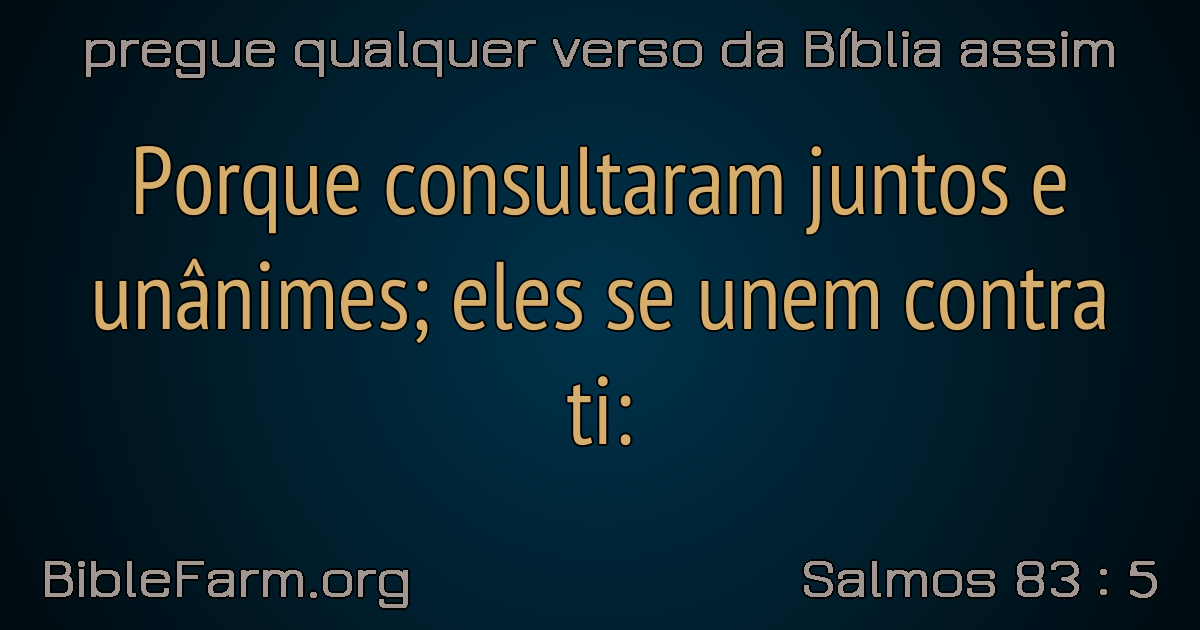 pregue qualquer verso da Bíblia assim
Porque consultaram juntos e
unânimes; eles se unem contra
ti:
BibleFarm.org
Salmos 83 : 5